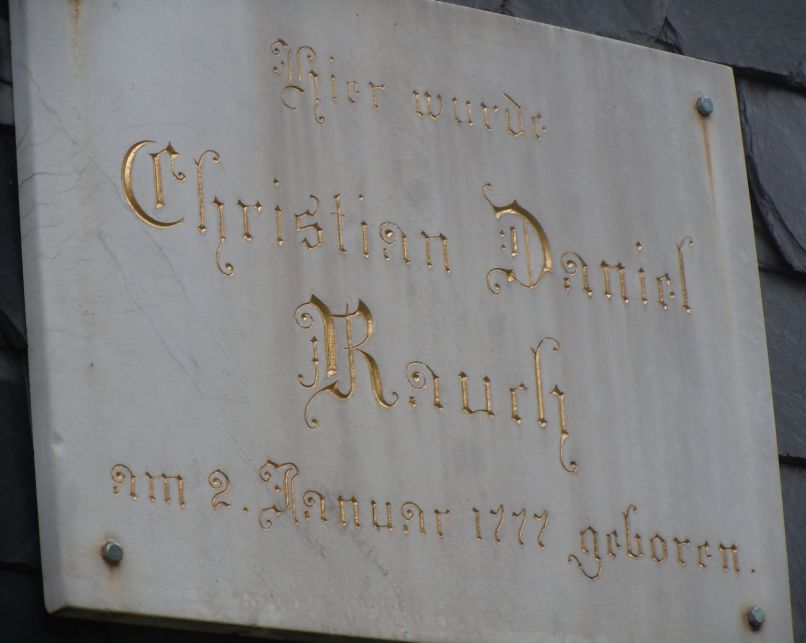 Hier wurde
Christian Daniel
Rauch
am 2. Januar 1777 geboren.